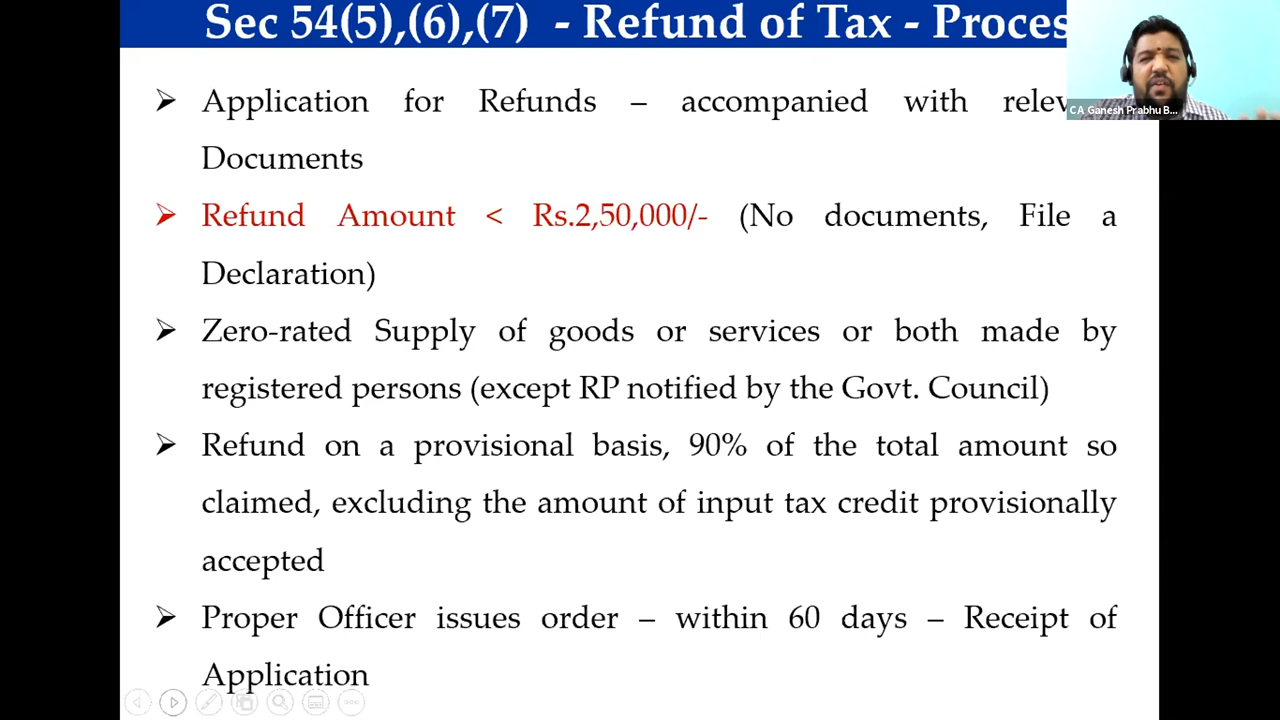 Sec 54(5),(6),(7) - Refund of Tax - Proces
CA Ganesh Prabhu B...
➢ Application for Refunds – accompanied with relev
Documents
➢ Refund Amount < Rs.2,50,000/- (No documents, File a
Declaration)
➢ Zero-rated Supply of goods or services or both made by
registered persons (except RP notified by the Govt. Council)
➢ Refund on a provisional basis, 90% of the total amount so
claimed, excluding the amount of input tax credit provisionally
accepted
➢ Proper Officer issues order – within 60 days – Receipt of
Application